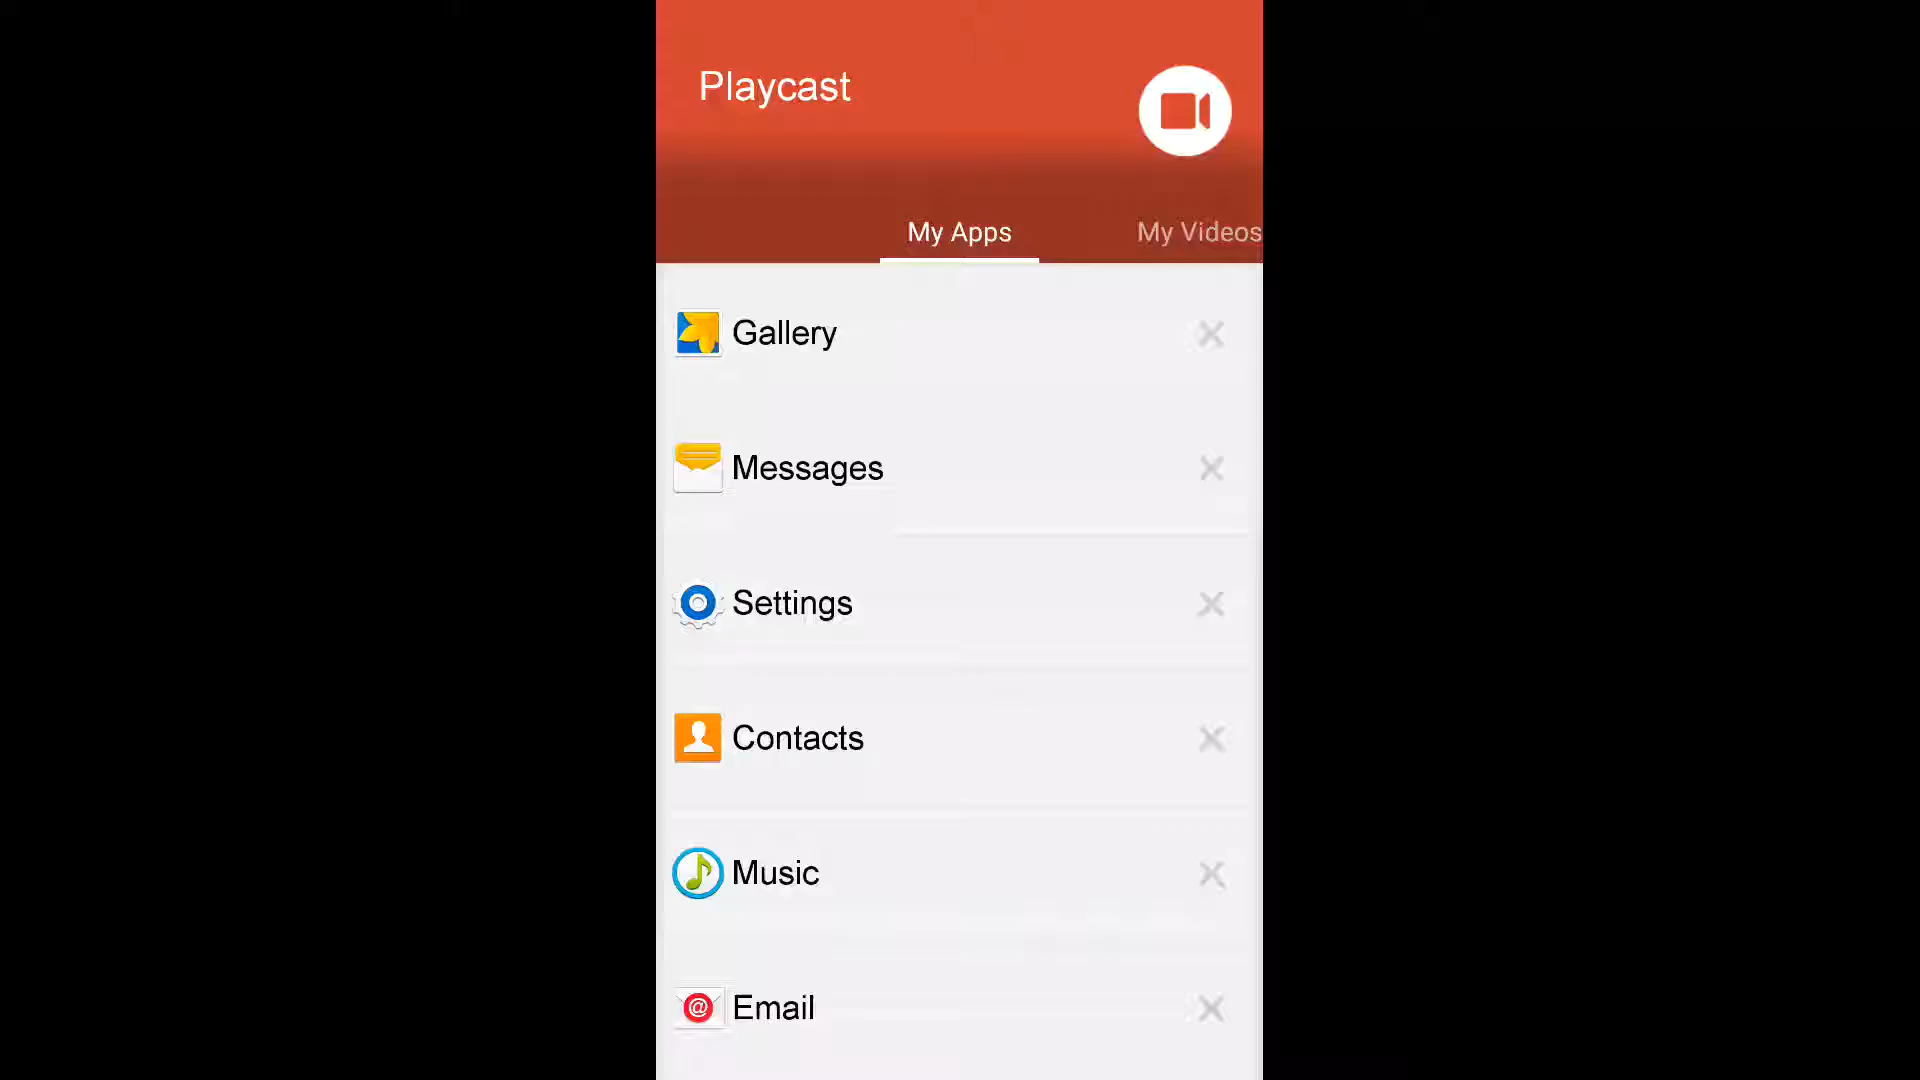 Playcast
My Apps
My Videos
Gallery
Messages
Settings
Contacts
Music
@ Email